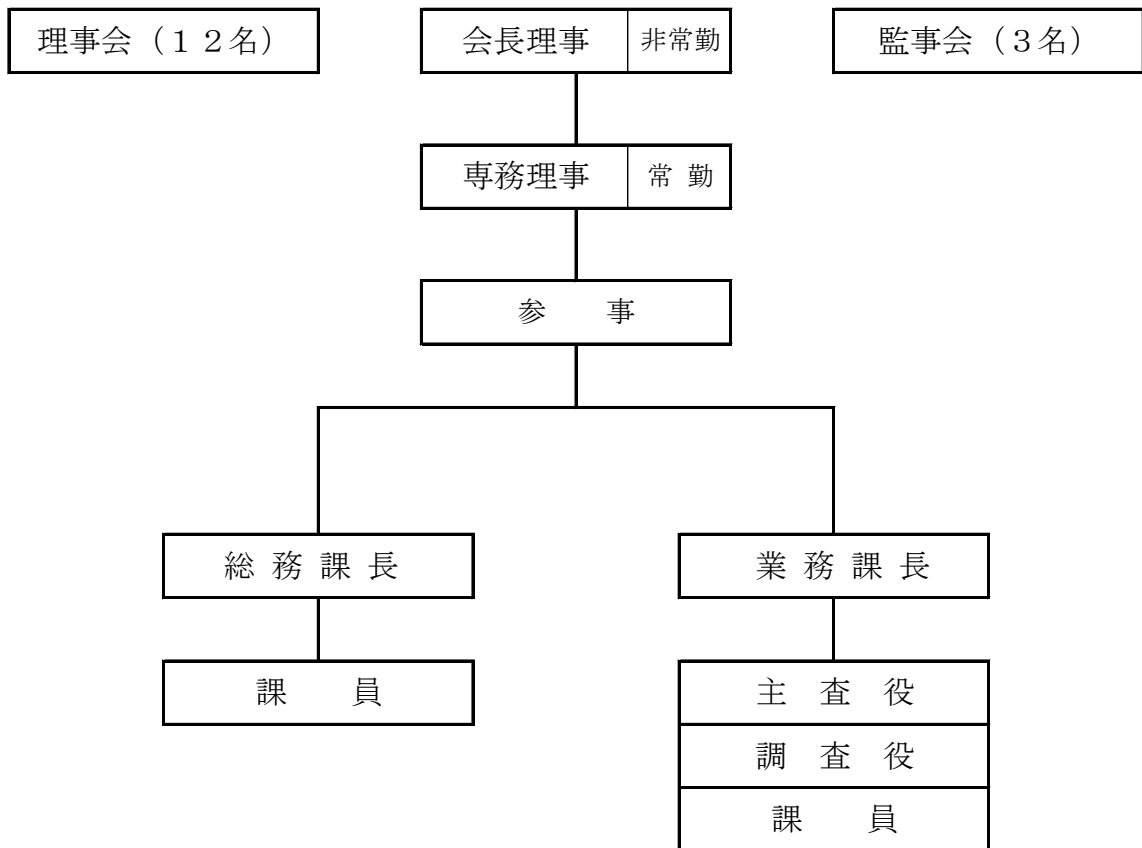 理事会（１２名）
会長理事 非常勤
監事会（３名）
専務理事 常 勤
参　　事
総 務 課 長
業 務 課 長
課　　員
主　査　役
調　査　役
課　　員